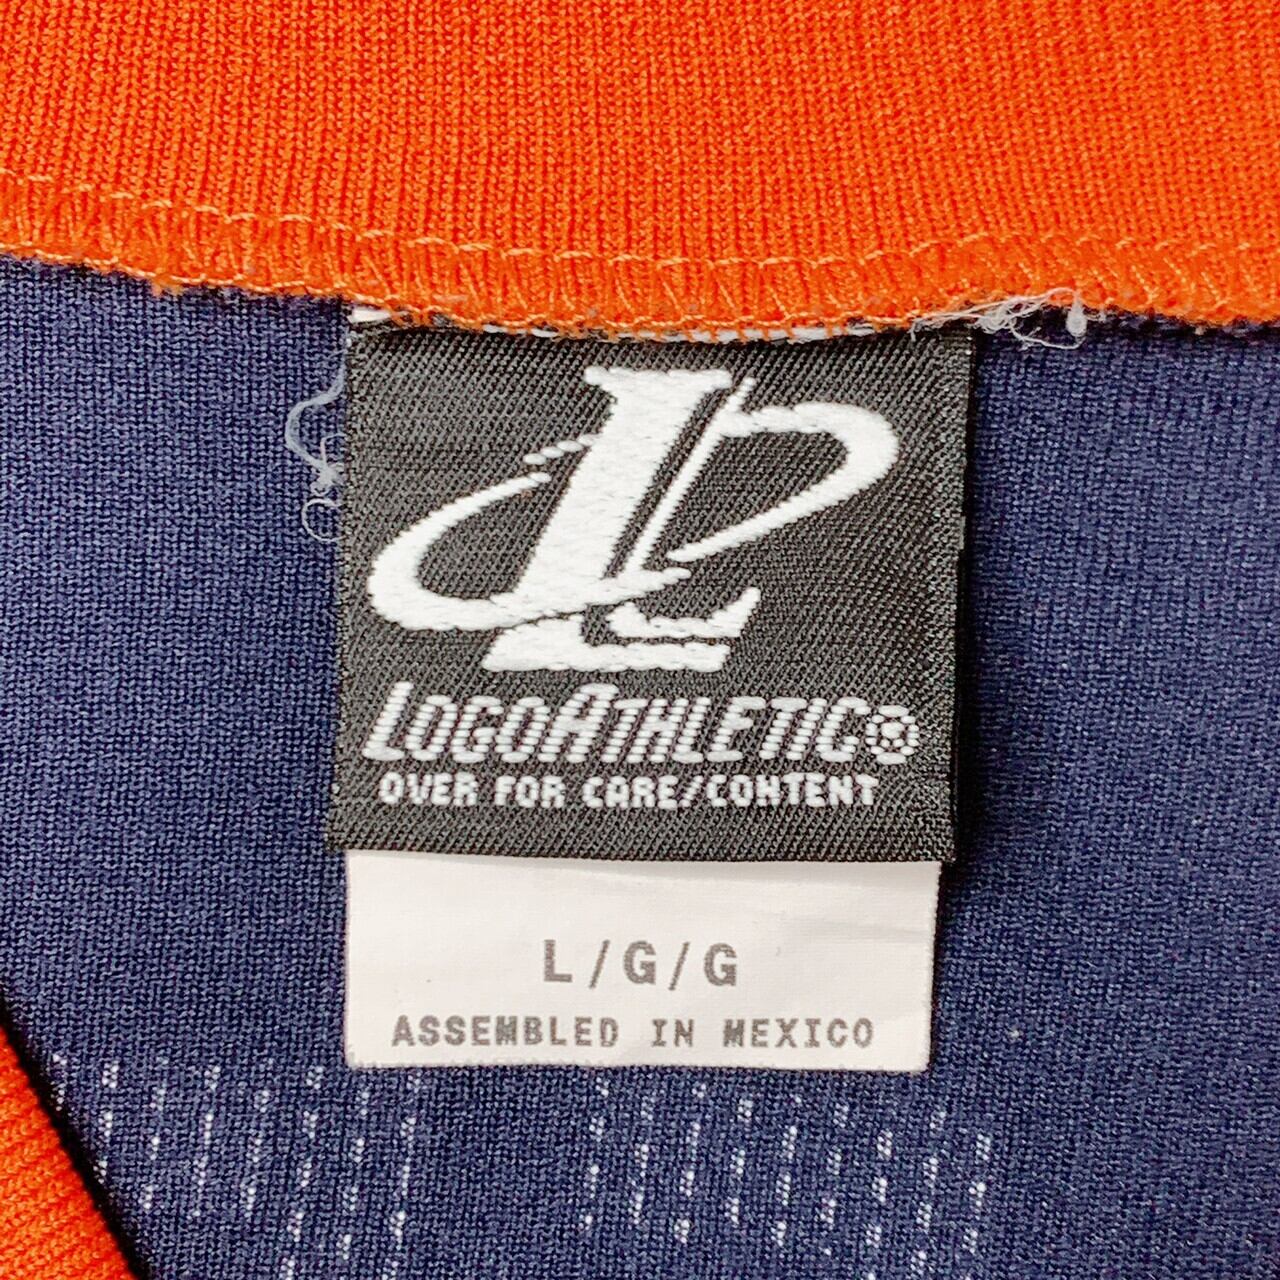 L
LOGOATHLETIC®
OVER FOR CARE/CONTENT
L/G/G
ASSEMBLED IN MEXICO